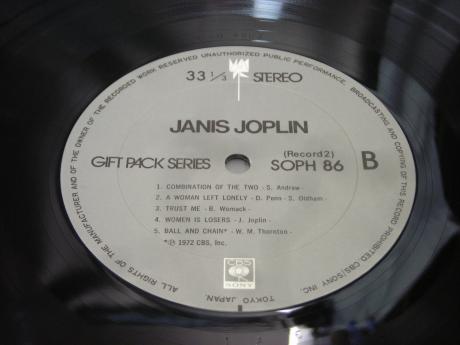 ALL RIGHTS OF THE MANUFACTURER AND OF THE OWNER OF THE RECORDED WORK RESERVED UNAUTHORIZED PUBLIC PERFORMANCE, BROADCASTING AND COPYING OF THIS RECORD PROHIBITED. CBS/SONY INC.
TOKYO JAPAN.
33 1/3 STEREO
JANIS JOPLIN
(Record 2)
GIFT PACK SERIES SOPH 86 B
1. COMBINATION OF THE TWO - S. Andrew -
2. A WOMAN LEFT LONELY - D. Penn - S. Oldham -
3. TRUST ME - B. Womack -
4. WOMEN IS LOSERS - J. Joplin -
5. BALL AND CHAIN* - W. M. Thornton -
*Ⓟ 1972 CBS, Inc.
CBS
SONY